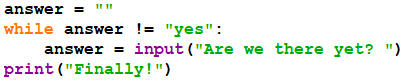 answer = ""
while answer != "yes":
    answer = input("Are we there yet? ")
print("Finally!")